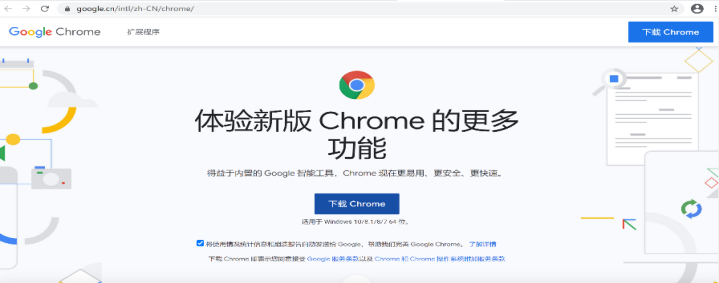 google.cn/intl/zh-CN/chrome/
Google Chrome 扩展程序 下载 Chrome
体验新版 Chrome 的更多
功能
得益于内置的 Google 智能工具，Chrome 现在更易用、更安全、更快速。
下载 Chrome
适用于 Windows 10/8.1/8/7 64 位。
将使用情况统计信息和崩溃报告自动发送给 Google，帮助我们完善 Google Chrome。 了解详情
下载 Chrome 即表示您同意接受 Google 服务条款以及 Chrome 和 Chrome 操作系统附加服务条款